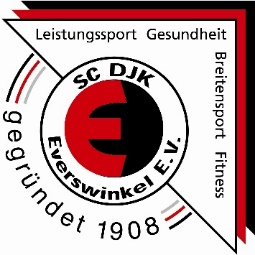 Leistungssport Gesundheit
Breitensport Fitness
SC DJK
E
Everswinkel E.V.
gegründet 1908